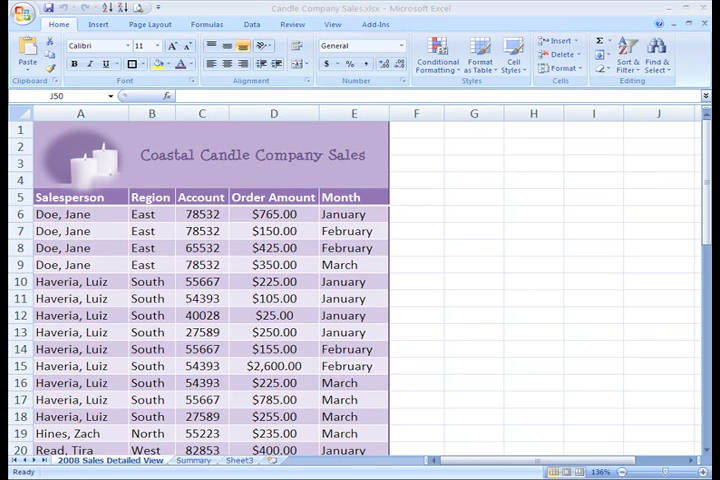 Candle Company Sales.xlsx - Microsoft Excel
Home Insert Page Layout Formulas Data Review View Add-Ins
Calibri 11 General Insert
Paste B I U $ % , Conditional Formatting Format as Table Cell Styles Delete Format Sort & Filter Find & Select
Clipboard Font Alignment Number Styles Cells Editing
J50 fx
A B C D E F G H I J
1
2
Coastal Candle Company Sales
3
4
5 Salesperson Region Account Order Amount Month
6 Doe, Jane East 78532 $765.00 January
7 Doe, Jane East 78532 $150.00 February
8 Doe, Jane East 65532 $425.00 February
9 Doe, Jane East 78532 $350.00 March
10 Haveria, Luiz South 55667 $225.00 January
11 Haveria, Luiz South 54393 $105.00 January
12 Haveria, Luiz South 40028 $25.00 January
13 Haveria, Luiz South 27589 $250.00 January
14 Haveria, Luiz South 55667 $155.00 February
15 Haveria, Luiz South 54393 $2,600.00 February
16 Haveria, Luiz South 54393 $225.00 March
17 Haveria, Luiz South 55667 $785.00 March
18 Haveria, Luiz South 27589 $255.00 March
19 Hines, Zach North 55223 $235.00 March
20 Read, Tira West 82853 $400.00 January
2008 Sales Detailed View Summary Sheet3
Ready 136%